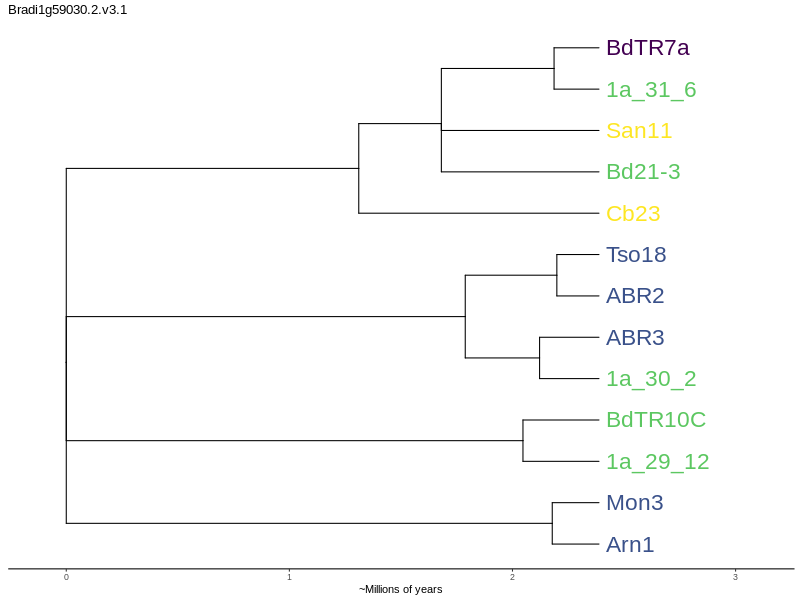 Bradi1g59030.2.v3.1
BdTR7a
1a_31_6
San11
Bd21-3
Cb23
Tso18
ABR2
ABR3
1a_30_2
BdTR10C
1a_29_12
Mon3
Arn1
0 1 2 3
~Millions of years